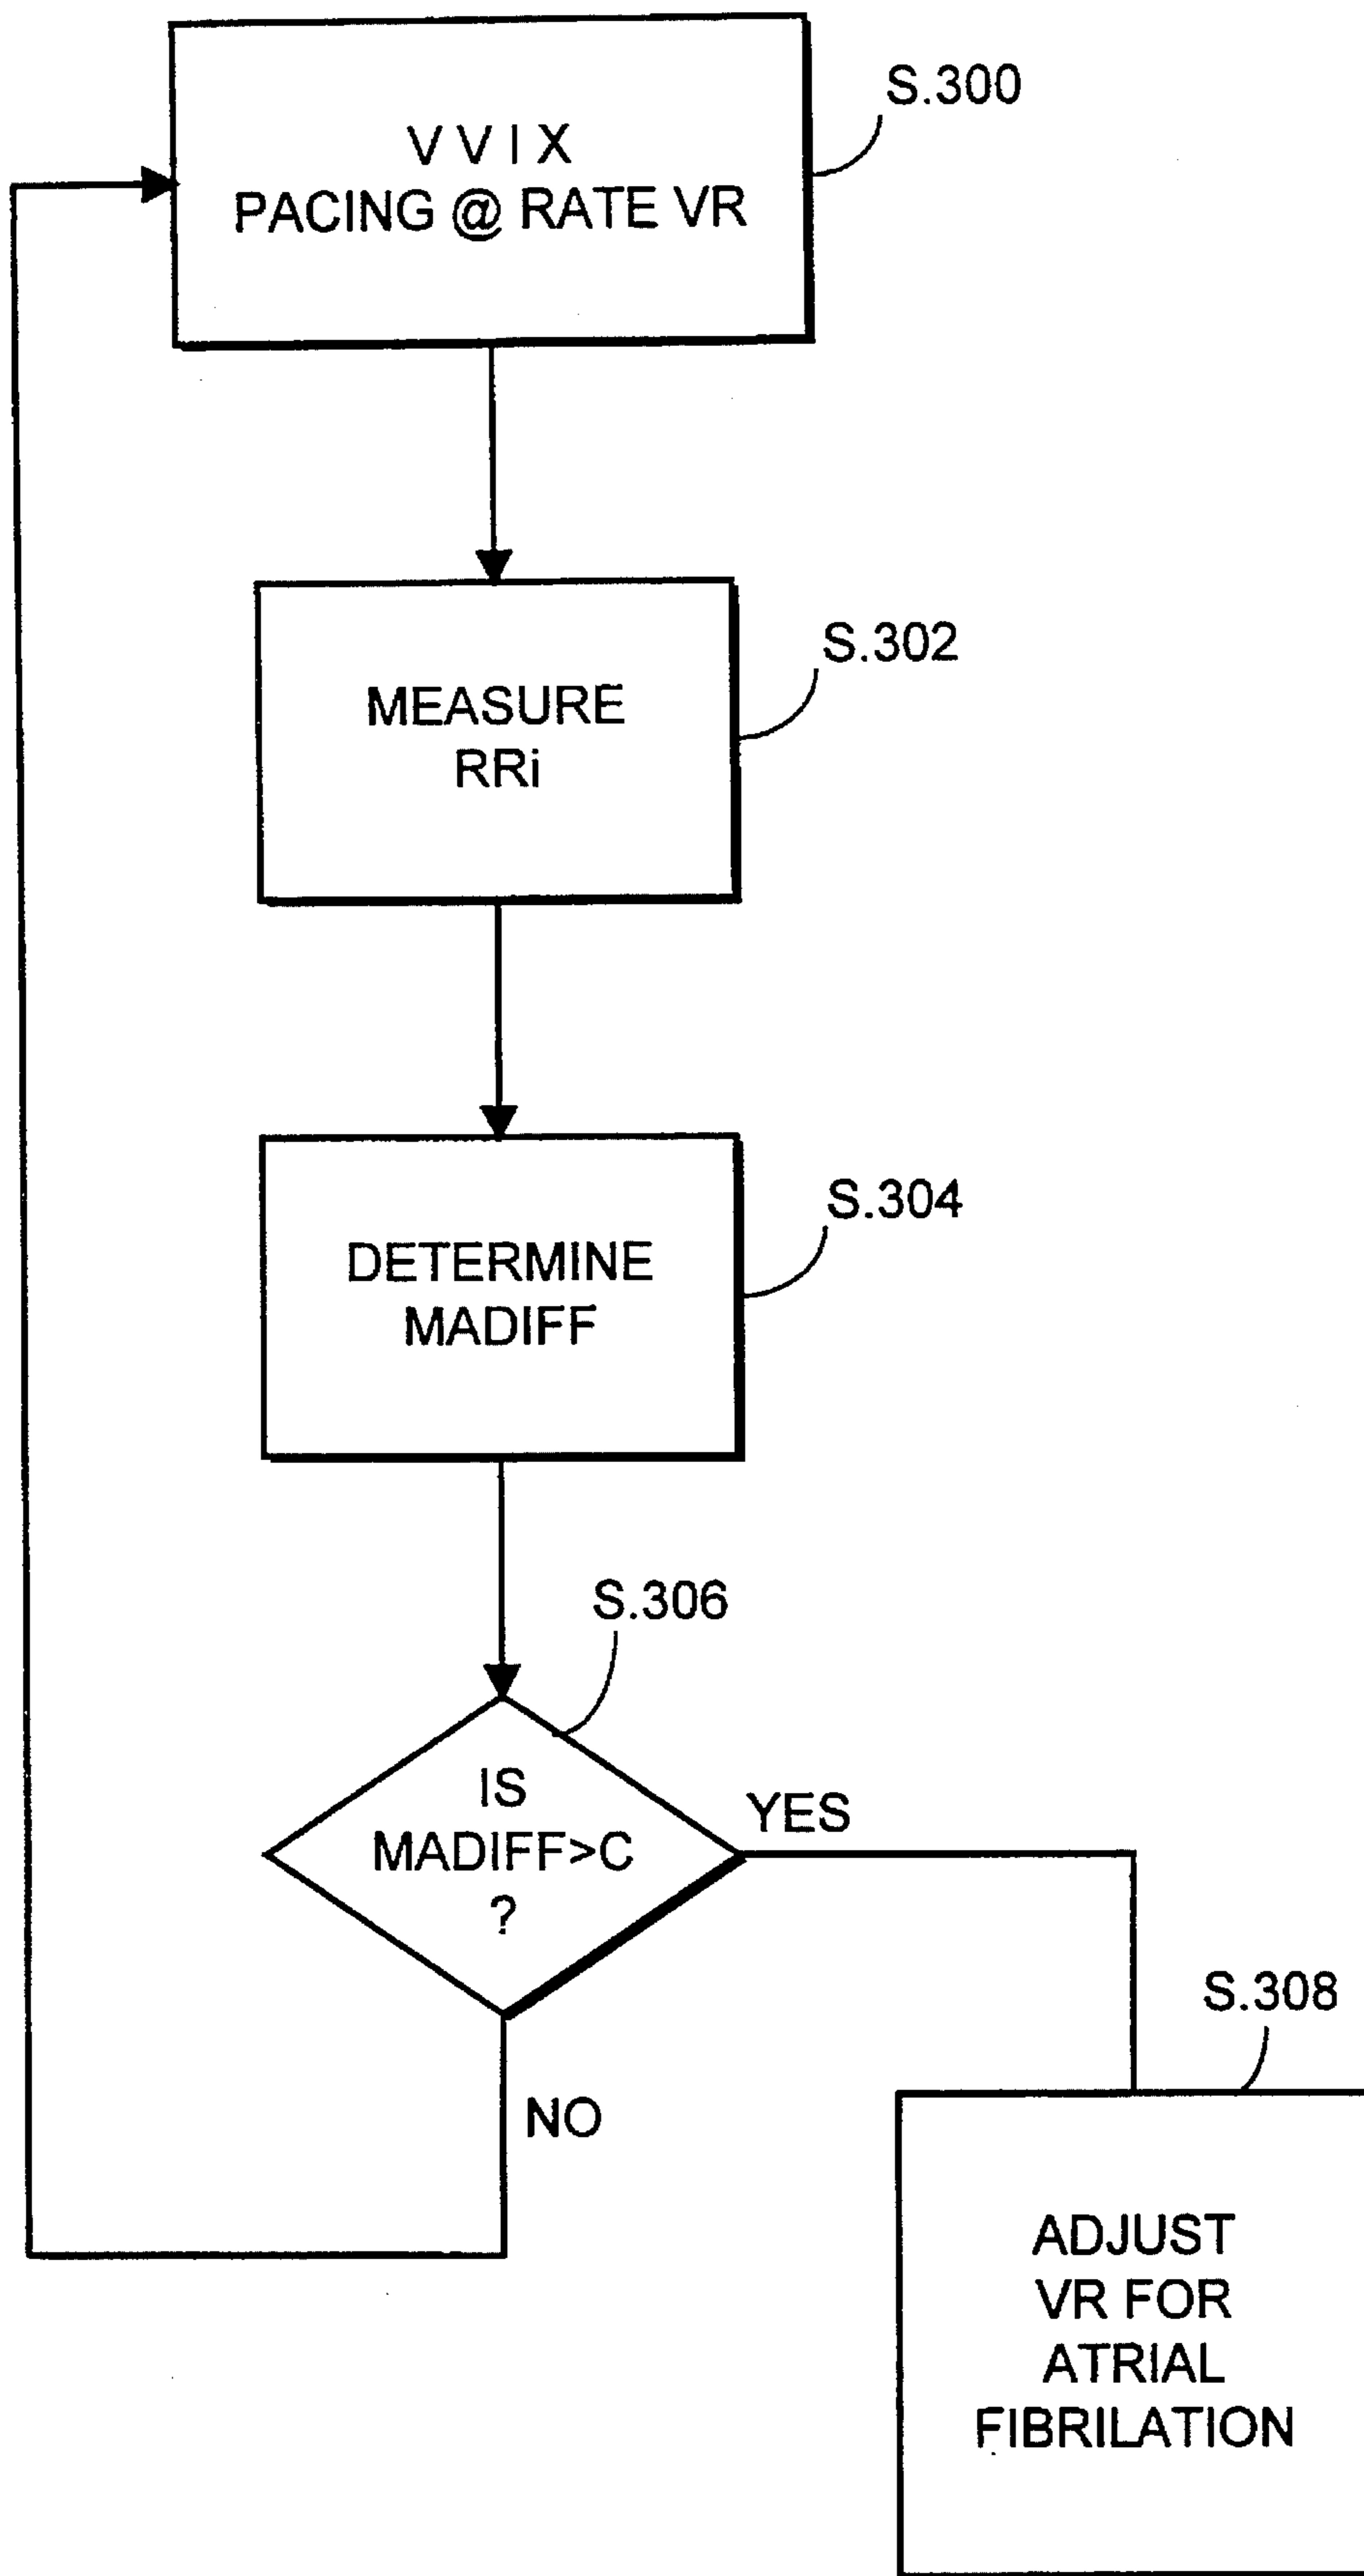 S.300
V V I X
PACING @ RATE VR
S.302
MEASURE
RRi
S.304
DETERMINE
MADIFF
S.306
IS
MADIFF>C
?
YES
NO
S.308
ADJUST
VR FOR
ATRIAL
FIBRILATION